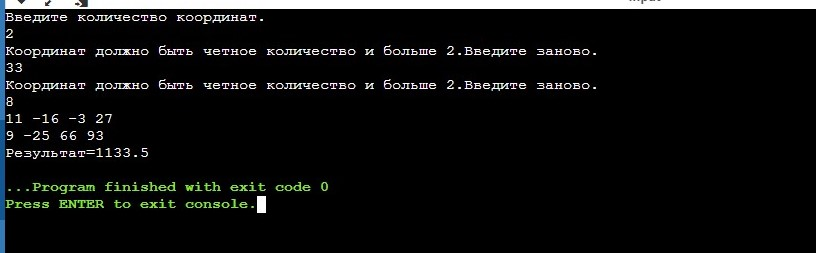 Введите количество координат.
2
Координат должно быть четное количество и больше 2.Введите заново.
33
Координат должно быть четное количество и больше 2.Введите заново.
8
11 -16 -3 27
9 -25 66 93
Результат=1133.5
...Program finished with exit code 0
Press ENTER to exit console.